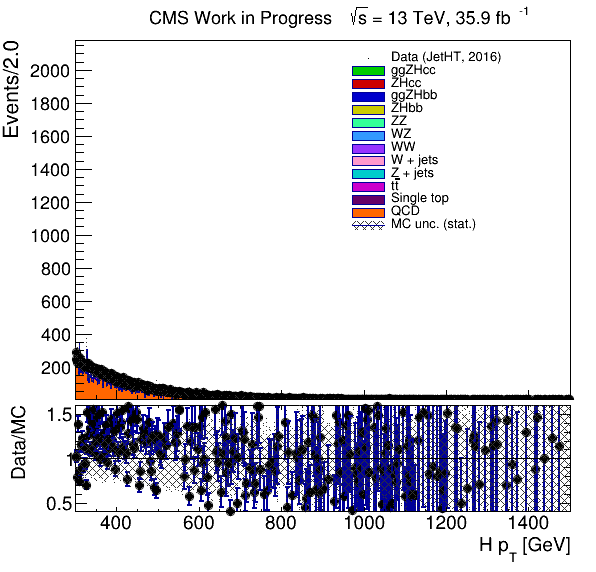 CMS Work in Progress √s = 13 TeV, 35.9 fb⁻¹
Events/2.0
2000
1800
1600
1400
1200
1000
800
600
400
200
Data (JetHT, 2016)
ggZHcc
ZHcc
ggZHbb
ZHbb
ZZ
WZ
WW
W + jets
Z + jets
tt̅
Single top
QCD
MC unc. (stat.)
Data/MC
1.5
1
0.5
400 600 800 1000 1200 1400
H p_T [GeV]